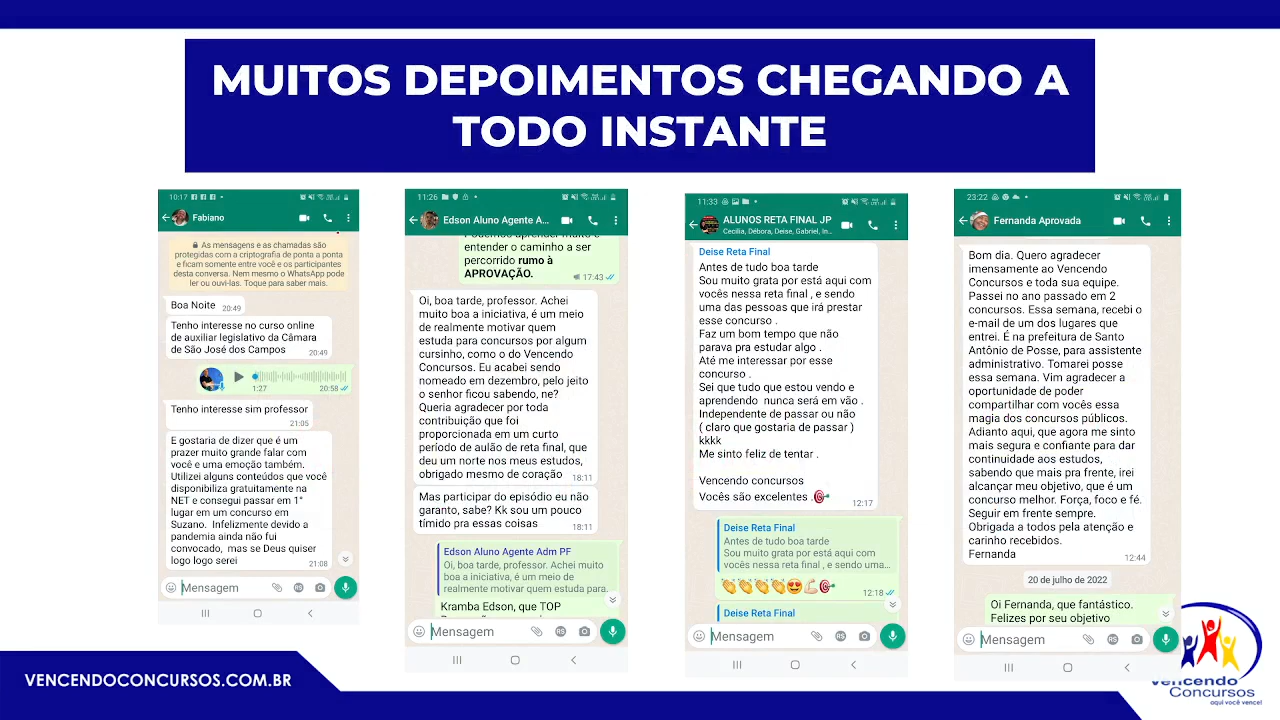 MUITOS DEPOIMENTOS CHEGANDO A
TODO INSTANTE
10:17
Fabiano
As mensagens e as chamadas são
protegidas com a criptografia de ponta a ponta
e ficam somente entre você e os participantes
desta conversa. Nem mesmo o WhatsApp pode
ler ou ouvi-las. Toque para saber mais.
Boa Noite 20:49
Tenho interesse no curso online
de auxiliar legislativo da Câmara
de São José dos Campos 20:49
1:27 20:58
Tenho interesse sim professor
21:05
E gostaria de dizer que é um
prazer muito grande falar com
você e uma emoção também.
Utilizei alguns conteúdos que você
disponibiliza gratuitamente na
NET e consegui passar em 1°
lugar em um concurso em
Suzano. Infelizmente devido a
pandemia ainda não fui
convocado, mas se Deus quiser
logo logo serei 21:08
Mensagem
11:26
Edson Aluno Agente A...
entender o caminho a ser
percorrido rumo à
APROVAÇÃO.
17:43
Oi, boa tarde, professor. Achei
muito boa a iniciativa, é um meio
de realmente motivar quem
estuda para concursos por algum
cursinho, como o do Vencendo
Concursos. Eu acabei sendo
nomeado em dezembro, pelo jeito
o senhor ficou sabendo, né?
Queria agradecer por toda
contribuição que foi
proporcionada em um curto
período de aulão de reta final, que
deu um norte nos meus estudos,
obrigado mesmo de coração 18:11
Mas participar do episódio eu não
garanto, sabe? Kk sou um pouco
tímido pra essas coisas 18:11
Edson Aluno Agente Adm PF
Oi, boa tarde, professor. Achei muito
boa a iniciativa, é um meio de
realmente motivar quem estuda para.
Kramba Edson, que TOP
Mensagem
11:33
ALUNOS RETA FINAL JP
Cecilia, Débora, Deise, Gabriel, In...
Deise Reta Final
Antes de tudo boa tarde
Sou muito grata por está aqui com
vocês nessa reta final , e sendo
uma das pessoas que irá prestar
esse concurso .
Faz um bom tempo que não
parava pra estudar algo .
Até me interessar por esse
concurso .
Sei que tudo que estou vendo e
aprendendo nunca será em vão .
Independente de passar ou não
( claro que gostaria de passar )
kkkk
Me sinto feliz de tentar .
Vencendo concursos
Vocês são excelentes .🎯
12:17
Deise Reta Final
Antes de tudo boa tarde
Sou muito grata por está aqui com
vocês nessa reta final , e sendo uma...
👏👏👏👏😍💪🎯
12:18
Deise Reta Final
Mensagem
23:22
Fernanda Aprovada
Bom dia. Quero agradecer
imensamente ao Vencendo
Concursos e toda sua equipe.
Passei no ano passado em 2
concursos. Essa semana, recebi o
e-mail de um dos lugares que
entrei. É na prefeitura de Santo
Antônio de Posse, para assistente
administrativo. Tomarei posse
essa semana. Vim agradecer a
oportunidade de poder
compartilhar com vocês essa
magia dos concursos públicos.
Adianto aqui, que agora me sinto
mais segura e confiante para dar
continuidade aos estudos,
sabendo que mais pra frente, irei
alcançar meu objetivo, que é um
concurso melhor. Força, foco e fé.
Seguir em frente sempre.
Obrigada a todos pela atenção e
carinho recebidos.
Fernanda 12:44
20 de julho de 2022
Oi Fernanda, que fantástico.
Felizes por seu objetivo
Mensagem
VENCENDOCONCURSOS.COM.BR
Vencendo
Concursos
aqui você vence!